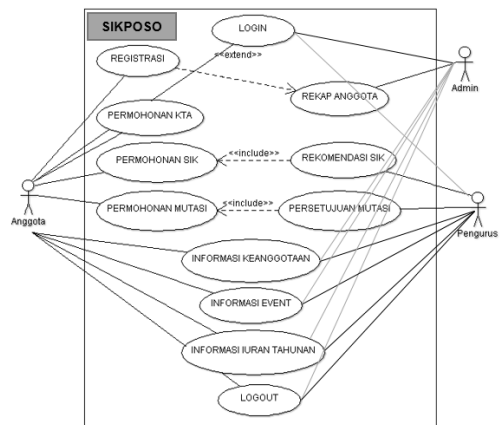 SIKPOSO
LOGIN
REGISTRASI
<<extend>>
REKAP ANGGOTA
Admin
PERMOHONAN KTA
PERMOHONAN SIK
<<include>>
REKOMENDASI SIK
Anggota
PERMOHONAN MUTASI
<<include>>
PERSETUJUAN MUTASI
Pengurus
INFORMASI KEANGGOTAAN
INFORMASI EVENT
INFORMASI IURAN TAHUNAN
LOGOUT